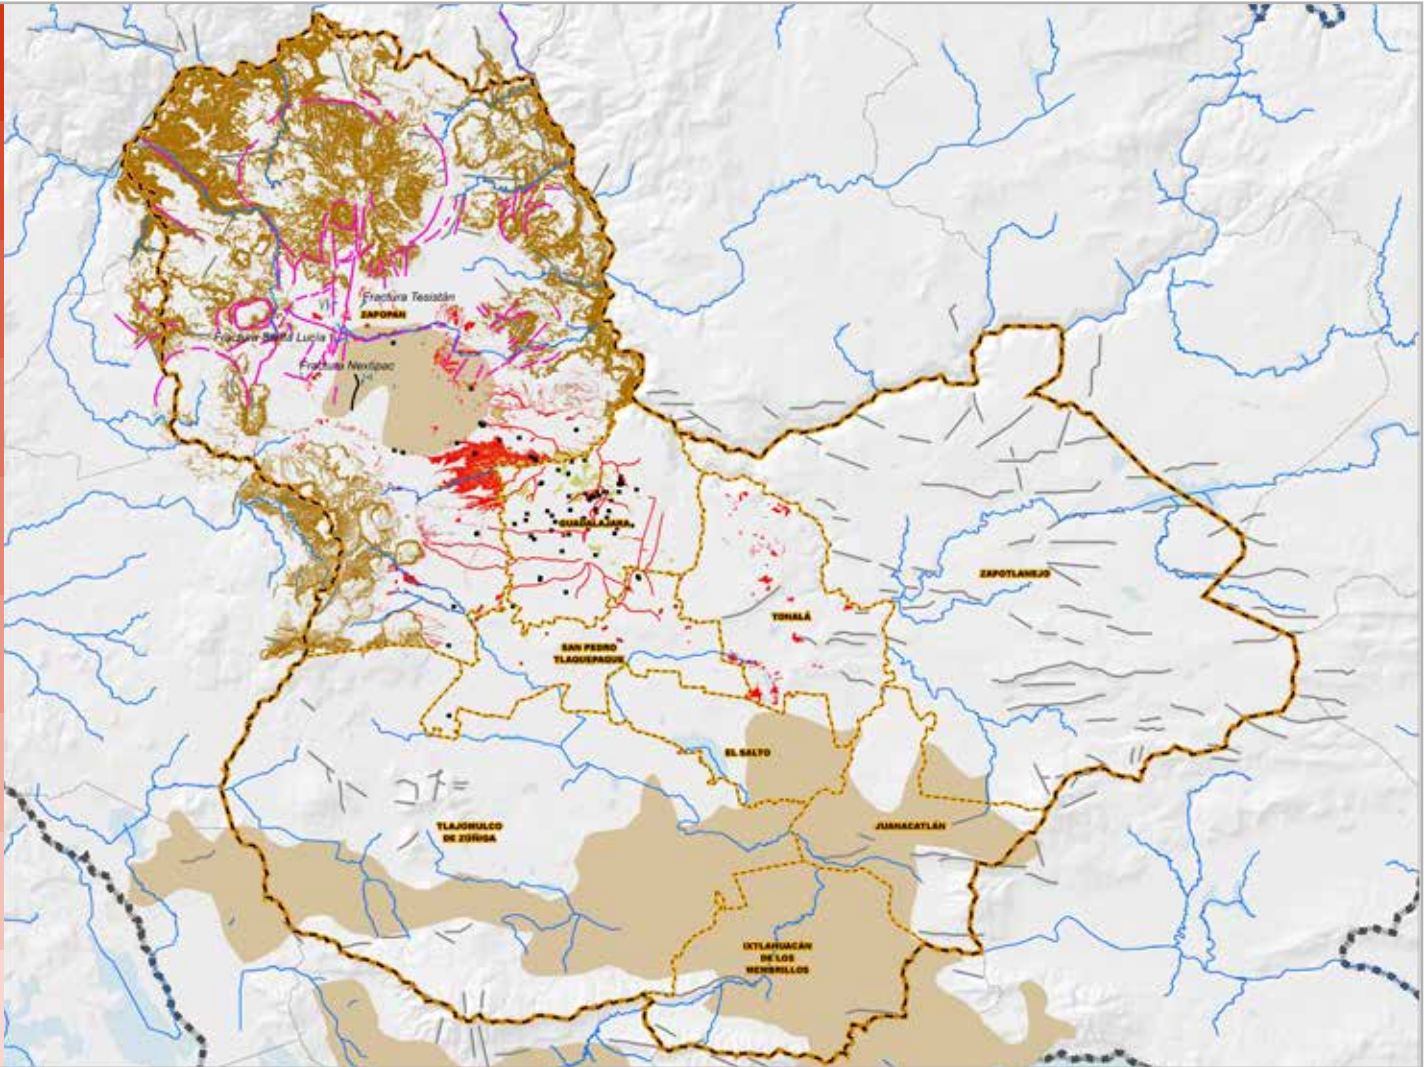 Fractura Tesistán
ZAPOPAN
Fractura Santa Lucía
Fractura Nextipac
GUADALAJARA
ZAPOTLANEJO
TONALÁ
SAN PEDRO
TLAQUEPAQUE
EL SALTO
TLAJOMULCO
DE ZÚÑIGA
JUANACATLÁN
IXTLAHUACÁN
DE LOS
MEMBRILLOS